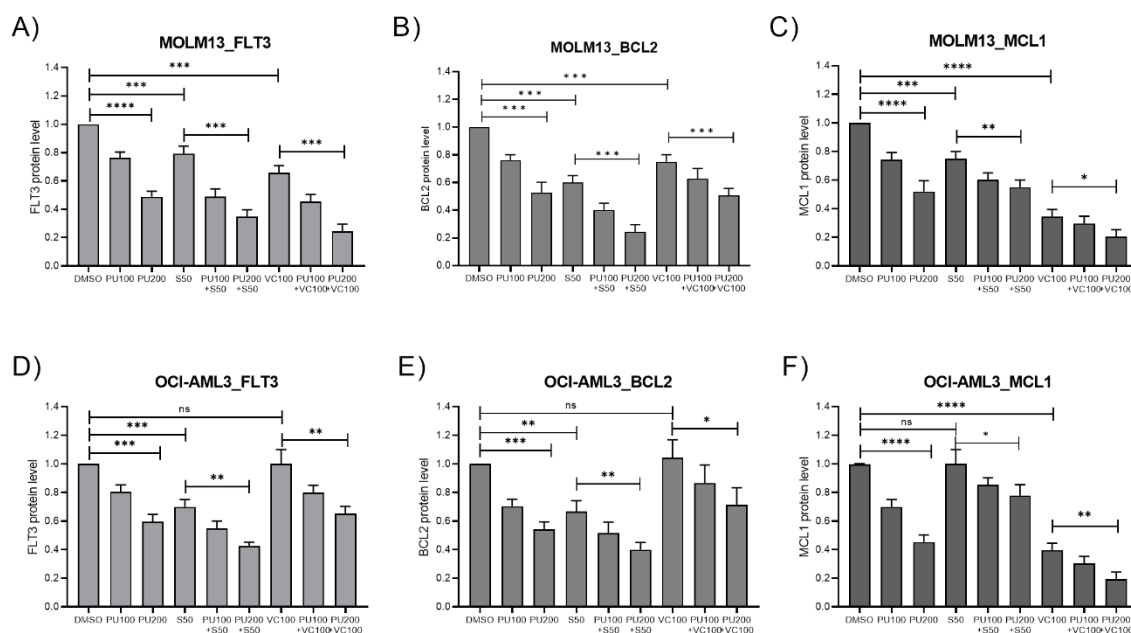 A)
MOLM13_FLT3
FLT3 protein level
1.4
1.2
1.0
0.8
0.6
0.4
0.2
0.0
***
***
****
***
***
DMSO PU100 PU200 S50 PU100 PU200 VC100 PU100 PU200
+S50 +S50 +VC100 +VC100
B)
MOLM13_BCL2
BCL2 protein level
1.4
1.2
1.0
0.8
0.6
0.4
0.2
0.0
***
***
***
***
***
DMSO PU100 PU200 S50 PU100 PU200 VC100 PU100 PU200
+S50 +S50 +VC100 +VC100
C)
MOLM13_MCL1
MCL1 protein level
1.4
1.2
1.0
0.8
0.6
0.4
0.2
0.0
****
***
****
**
*
DMSO PU100 PU200 S50 PU100 PU200 VC100 PU100 PU200
+S50 +S50 +VC100 +VC100
D)
OCI-AML3_FLT3
FLT3 protein level
1.4
1.2
1.0
0.8
0.6
0.4
0.2
0.0
ns
***
***
**
**
DMSO PU100 PU200 S50 PU100 PU200 VC100 PU100 PU200
+S50 +S50 +VC100 +VC100
E)
OCI-AML3_BCL2
BCL2 protein level
1.4
1.2
1.0
0.8
0.6
0.4
0.2
0.0
ns
**
***
**
*
DMSO PU100 PU200 S50 PU100 PU200 VC100 PU100 PU200
+S50 +S50 +VC100 +VC100
F)
OCI-AML3_MCL1
MCL1 protein level
1.4
1.2
1.0
0.8
0.6
0.4
0.2
0.0
****
ns
****
*
**
DMSO PU100 PU200 S50 PU100 PU200 VC100 PU100 PU200
+S50 +S50 +VC100 +VC100